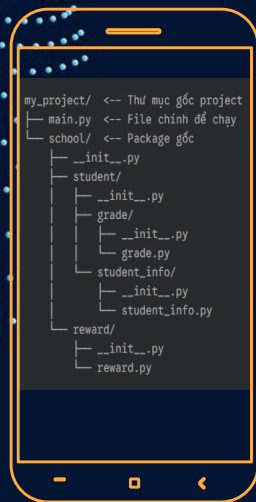 my_project/  <-- Thư mục gốc project
├── main.py  <-- File chính để chạy
└── school/  <-- Package gốc
    ├── __init__.py
    ├── student/
    │   ├── __init__.py
    │   ├── grade/
    │   │   ├── __init__.py
    │   │   └── grade.py
    │   └── student_info/
    │       ├── __init__.py
    │       └── student_info.py
    └── reward/
        ├── __init__.py
        └── reward.py